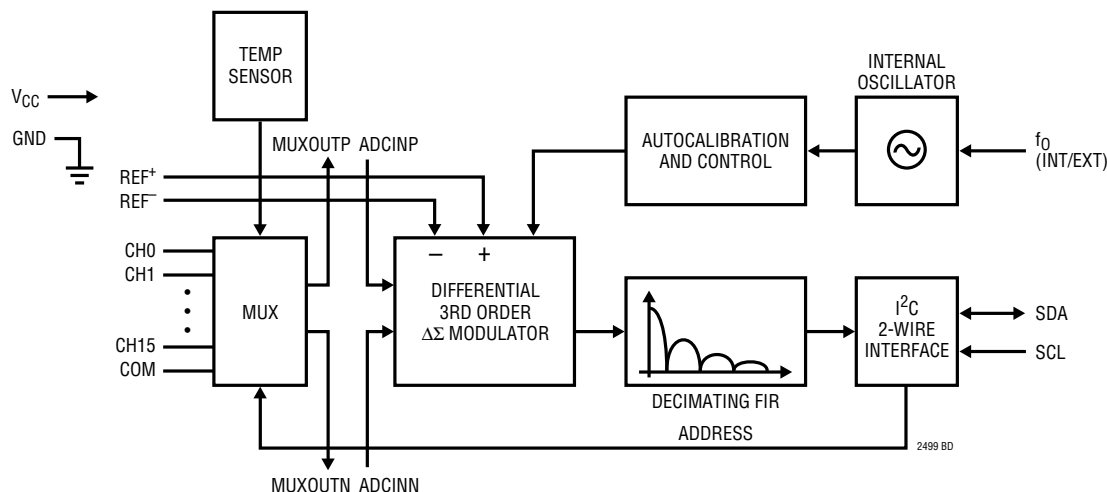 TEMP
SENSOR
INTERNAL
OSCILLATOR
VCC
GND
MUXOUTP ADCINP
AUTOCALIBRATION
AND CONTROL
fO
(INT/EXT)
REF+
REF–
CH0
CH1
•
•
•
CH15
COM
MUX
– +
DIFFERENTIAL
3RD ORDER
ΔΣ MODULATOR
I2C
2-WIRE
INTERFACE
SDA
SCL
DECIMATING FIR
ADDRESS
2499 BD
MUXOUTN ADCINN